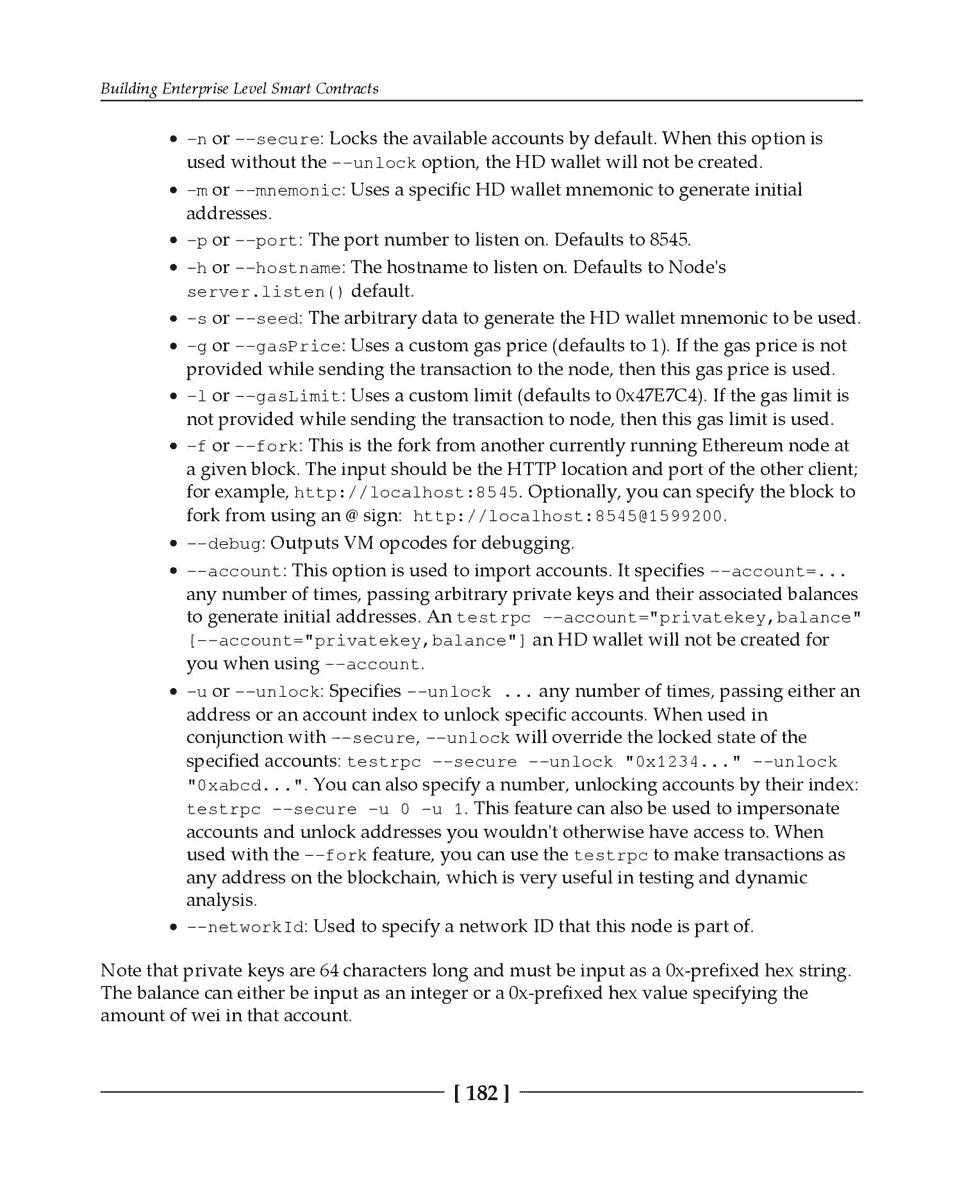 Building Enterprise Level Smart Contracts
• -n or --secure: Locks the available accounts by default. When this option is
used without the --unlock option, the HD wallet will not be created.
• -m or --mnemonic: Uses a specific HD wallet mnemonic to generate initial
addresses.
• -p or --port: The port number to listen on. Defaults to 8545.
• -h or --hostname: The hostname to listen on. Defaults to Node's
server.listen() default.
• -s or --seed: The arbitrary data to generate the HD wallet mnemonic to be used.
• -g or --gasPrice: Uses a custom gas price (defaults to 1). If the gas price is not
provided while sending the transaction to the node, then this gas price is used.
• -l or --gasLimit: Uses a custom limit (defaults to 0x47E7C4). If the gas limit is
not provided while sending the transaction to node, then this gas limit is used.
• -f or --fork: This is the fork from another currently running Ethereum node at
a given block. The input should be the HTTP location and port of the other client;
for example, http://localhost:8545. Optionally, you can specify the block to
fork from using an @ sign: http://localhost:8545@1599200.
• --debug: Outputs VM opcodes for debugging.
• --account: This option is used to import accounts. It specifies --account=...
any number of times, passing arbitrary private keys and their associated balances
to generate initial addresses. An testrpc --account="privatekey,balance"
[--account="privatekey,balance"] an HD wallet will not be created for
you when using --account.
• -u or --unlock: Specifies --unlock ... any number of times, passing either an
address or an account index to unlock specific accounts. When used in
conjunction with --secure, --unlock will override the locked state of the
specified accounts: testrpc --secure --unlock "0x1234..." --unlock
"0xabcd...". You can also specify a number, unlocking accounts by their index:
testrpc --secure -u 0 -u 1. This feature can also be used to impersonate
accounts and unlock addresses you wouldn't otherwise have access to. When
used with the --fork feature, you can use the testrpc to make transactions as
any address on the blockchain, which is very useful in testing and dynamic
analysis.
• --networkId: Used to specify a network ID that this node is part of.
Note that private keys are 64 characters long and must be input as a 0x-prefixed hex string.
The balance can either be input as an integer or a 0x-prefixed hex value specifying the
amount of wei in that account.
[ 182 ]